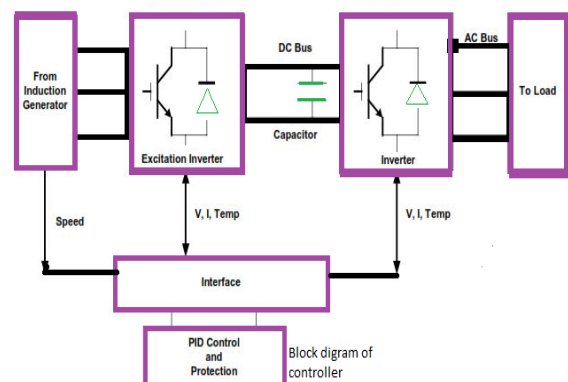 From
Induction
Generator
Excitation Inverter
DC Bus
Capacitor
Inverter
AC Bus
To Load
Speed
V, I, Temp
V, I, Temp
Interface
PID Control
and
Protection
Block digram of
controller